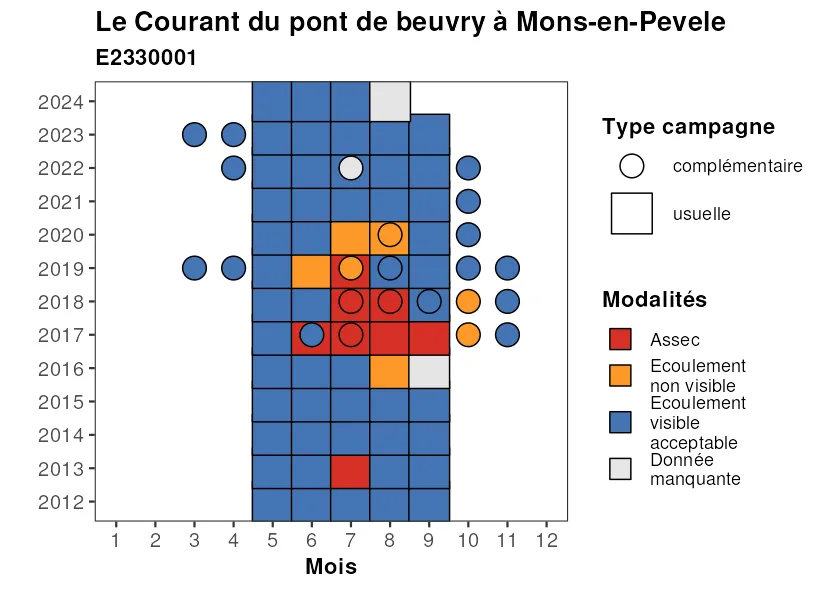 Le Courant du pont de beuvry à Mons-en-Pevele
E2330001
2024
2023
2022
2021
2020
2019
2018
2017
2016
2015
2014
2013
2012
1 2 3 4 5 6 7 8 9 10 11 12
Mois
Type campagne
complémentaire
usuelle
Modalités
Assec
Ecoulement
non visible
Ecoulement
visible
acceptable
Donnée
manquante